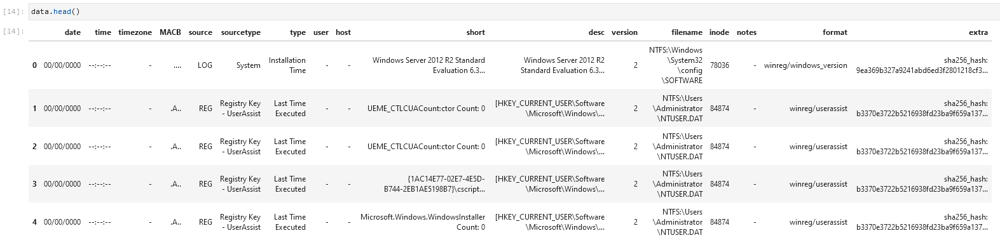 [14]: data.head()
[14]: date time timezone MACB source sourcetype type user host short desc version filename inode notes format extra
0 00/00/0000 --:--:-- - .... LOG System Installation Time - - Windows Server 2012 R2 Standard Evaluation 6.3... Windows Server 2012 R2 Standard Evaluation 6.3... 2 NTFS:\Windows\System32\config\SOFTWARE 78036 - winreg/windows_version sha256_hash: 9ea369b327a9241abd6ed3f2801218cf3...
1 00/00/0000 --:--:-- - .A.. REG Registry Key - UserAssist Last Time Executed - - UEME_CTLCUACount:ctor Count: 0 [HKEY_CURRENT_USER\Software\Microsoft\Windows\... 2 NTFS:\Users\Administrator\NTUSER.DAT 84874 - winreg/userassist sha256_hash: b3370e3722b5216938fd23ba9f659a137...
2 00/00/0000 --:--:-- - .A.. REG Registry Key - UserAssist Last Time Executed - - UEME_CTLCUACount:ctor Count: 0 [HKEY_CURRENT_USER\Software\Microsoft\Windows\... 2 NTFS:\Users\Administrator\NTUSER.DAT 84874 - winreg/userassist sha256_hash: b3370e3722b5216938fd23ba9f659a137...
3 00/00/0000 --:--:-- - .A.. REG Registry Key - UserAssist Last Time Executed - - {1AC14E77-02E7-4E5D-B744-2EB1AE5198B7}\cscript... [HKEY_CURRENT_USER\Software\Microsoft\Windows\... 2 NTFS:\Users\Administrator\NTUSER.DAT 84874 - winreg/userassist sha256_hash: b3370e3722b5216938fd23ba9f659a137...
4 00/00/0000 --:--:-- - .A.. REG Registry Key - UserAssist Last Time Executed - - Microsoft.Windows.WindowsInstaller Count: 0 [HKEY_CURRENT_USER\Software\Microsoft\Windows\... 2 NTFS:\Users\Administrator\NTUSER.DAT 84874 - winreg/userassist sha256_hash: b3370e3722b5216938fd23ba9f659a137...